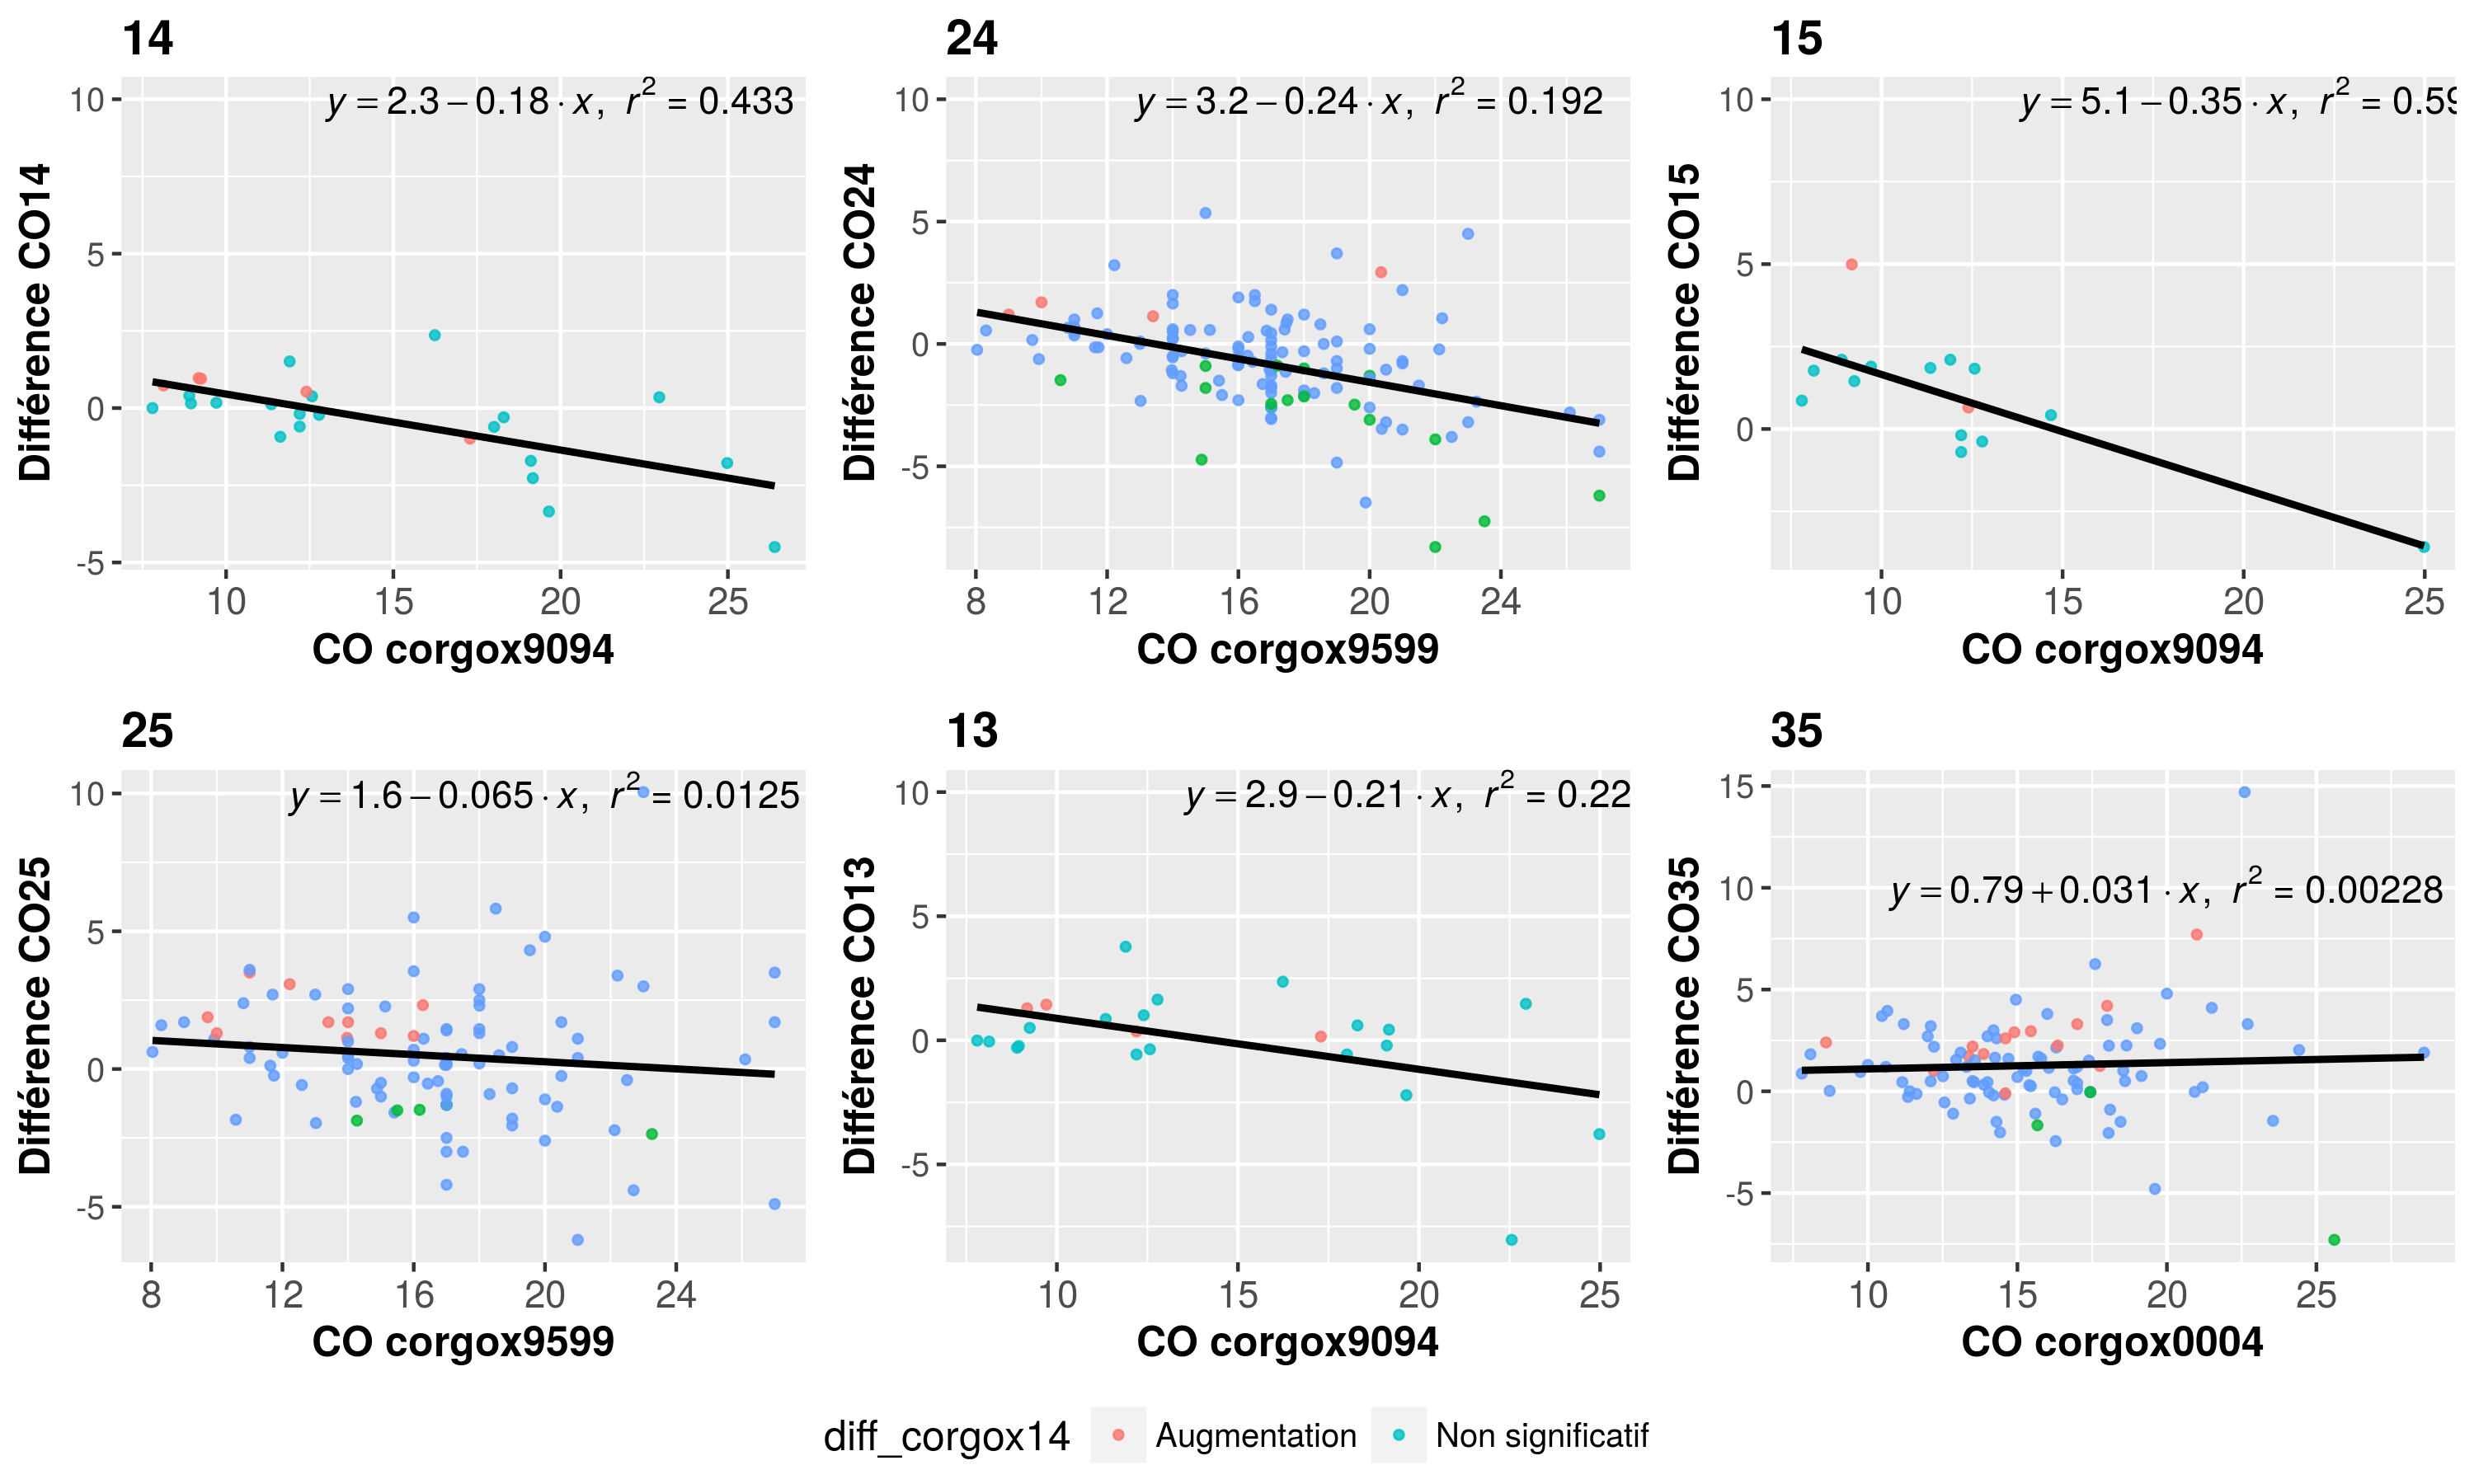 14
y = 2.3 − 0.18 · x, r² = 0.433
Différence CO14
10
5
0
-5
10 15 20 25
CO corgox9094
24
y = 3.2 − 0.24 · x, r² = 0.192
Différence CO24
10
5
0
-5
8 12 16 20 24
CO corgox9599
15
y = 5.1 − 0.35 · x, r² = 0.59
Différence CO15
10
5
0
10 15 20 25
CO corgox9094
25
y = 1.6 − 0.065 · x, r² = 0.0125
Différence CO25
10
5
0
-5
8 12 16 20 24
CO corgox9599
13
y = 2.9 − 0.21 · x, r² = 0.22
Différence CO13
10
5
0
-5
10 15 20 25
CO corgox9094
35
y = 0.79 + 0.031 · x, r² = 0.00228
Différence CO35
15
10
5
0
-5
10 15 20 25
CO corgox0004
diff_corgox14 Augmentation Non significatif